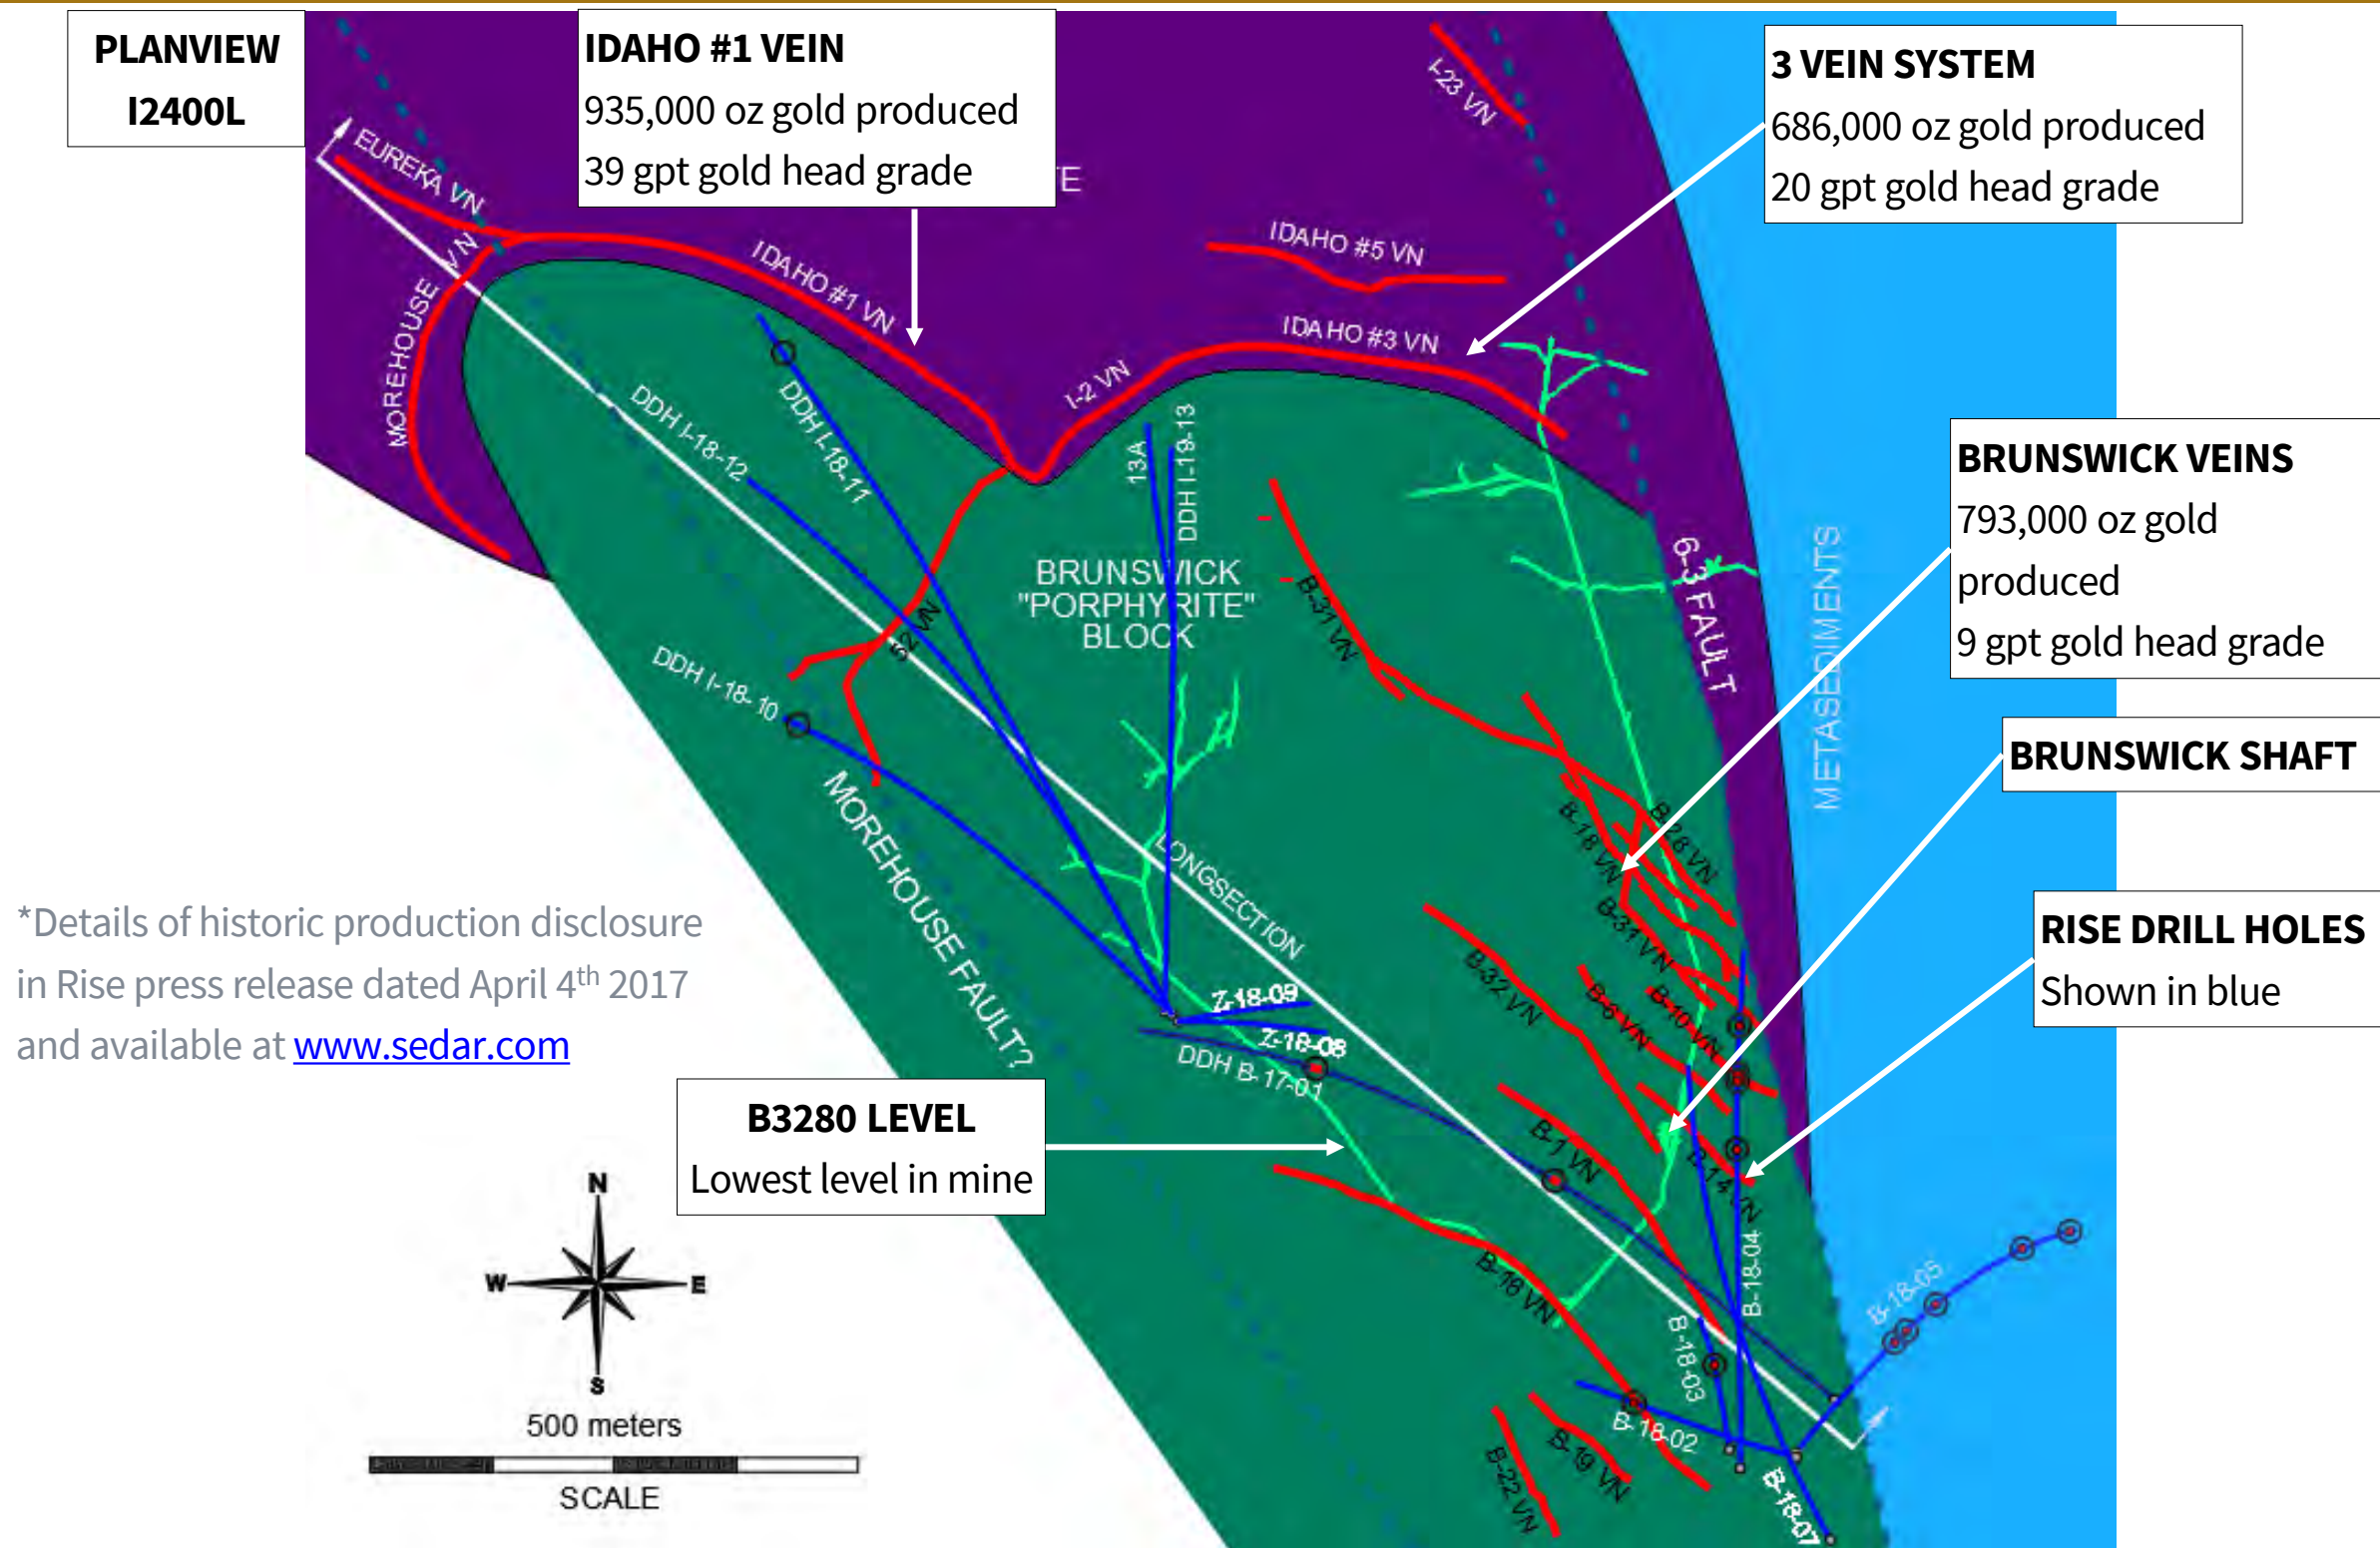 PLANVIEW
I2400L
IDAHO #1 VEIN
935,000 oz gold produced
39 gpt gold head grade
3 VEIN SYSTEM
686,000 oz gold produced
20 gpt gold head grade
BRUNSWICK VEINS
793,000 oz gold
produced
9 gpt gold head grade
BRUNSWICK SHAFT
RISE DRILL HOLES
Shown in blue
B3280 LEVEL
Lowest level in mine
*Details of historic production disclosure
in Rise press release dated April 4th 2017
and available at www.sedar.com
EUREKA VN
MOREHOUSE VN
IDAHO #1 VN
I-2 VN
IDAHO #3 VN
IDAHO #5 VN
I-23 VN
DDH I-18-12
DDH I-18-11
13A
DDH I-18-13
BRUNSWICK
"PORPHYRITE"
BLOCK
52 VN
DDH I-18-10
MOREHOUSE FAULT?
LONGSECTION
6-3 FAULT
METASEDIMENTS
B-31 VN
B-18 VN
B-28 VN
B-31 VN
B-32 VN
B-6 VN
B-10 VN
B-1 VN
B-14 VN
B-16 VN
B-19 VN
B-22 VN
Z-18-09
Z-18-08
DDH B-17-01
B-18-04
B-18-03
B-18-02
B-18-05
B-18-07
N
W
E
S
500 meters
SCALE